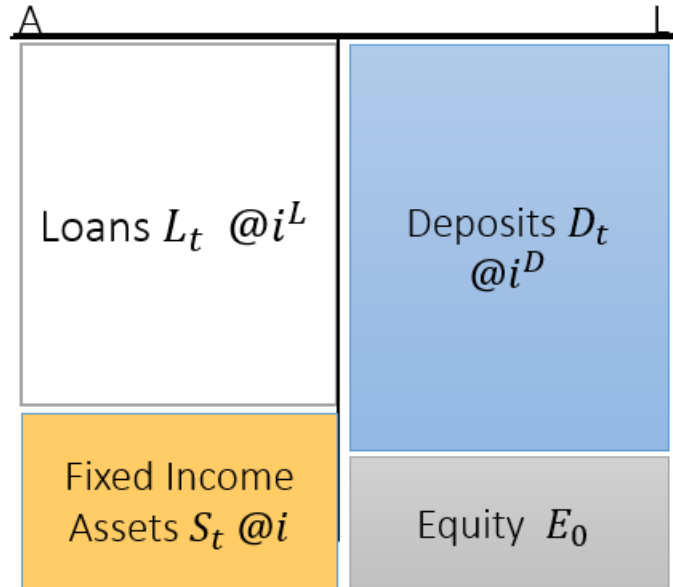 A L
Loans L_t @i^L
Deposits D_t
@i^D
Fixed Income
Assets S_t @i
Equity E_0